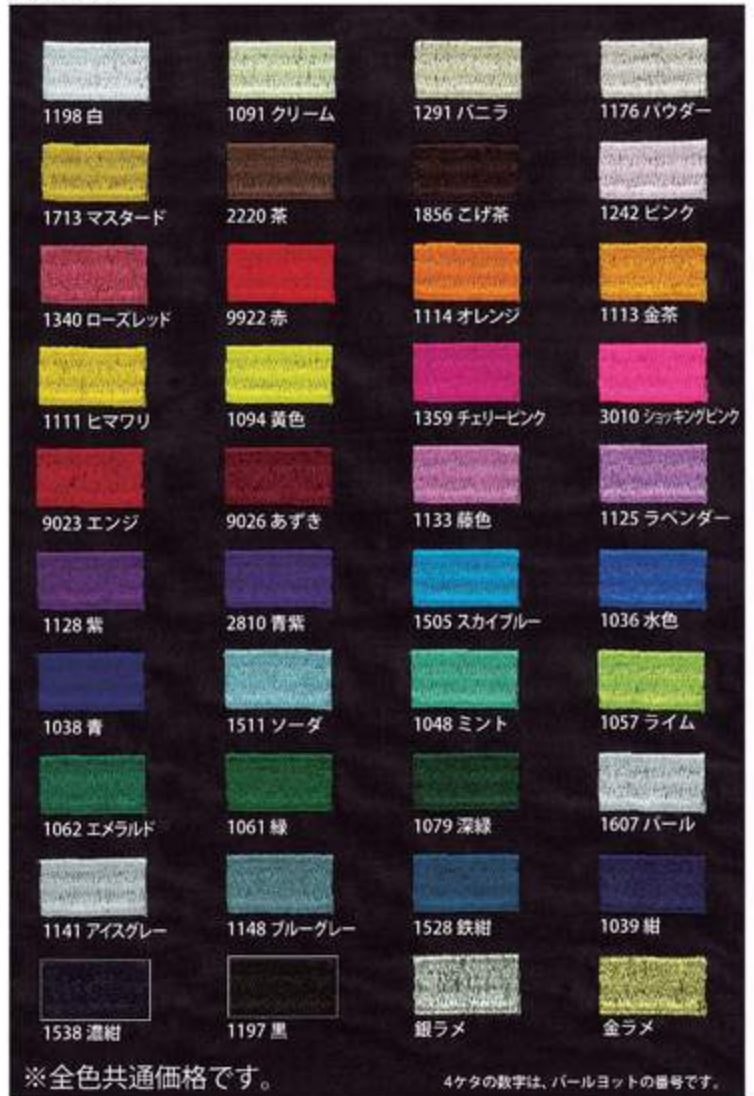 1198 白
1091 クリーム
1291 バニラ
1176 パウダー
1713 マスタード
2220 茶
1856 こげ茶
1242 ピンク
1340 ローズレッド
9922 赤
1114 オレンジ
1113 金茶
1111 ヒマワリ
1094 黄色
1359 チェリーピンク
3010 ショッキングピンク
9023 エンジ
9026 あずき
1133 藤色
1125 ラベンダー
1128 紫
2810 青紫
1505 スカイブルー
1036 水色
1038 青
1511 ソーダ
1048 ミント
1057 ライム
1062 エメラルド
1061 緑
1079 深緑
1607 パール
1141 アイスグレー
1148 ブルーグレー
1528 鉄紺
1039 紺
1538 濃紺
1197 黒
銀ラメ
金ラメ
※全色共通価格です。
4ケタの数字は、パールヨットの番号です。